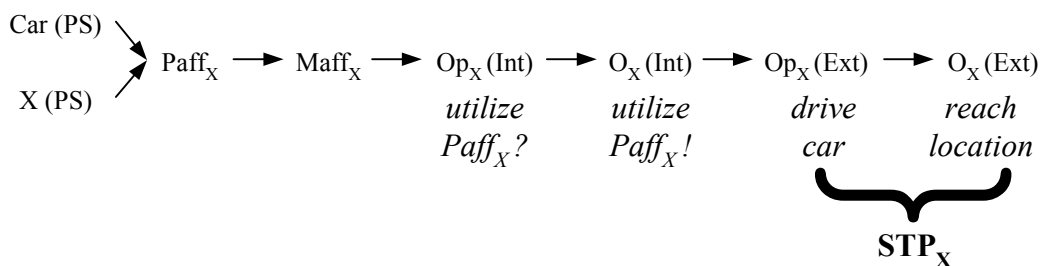 Car (PS)
X (PS)
Paff_X Maff_X Op_X (Int) O_X (Int) Op_X (Ext) O_X (Ext)
utilize utilize drive reach
Paff_X? Paff_X! car location
STP_X